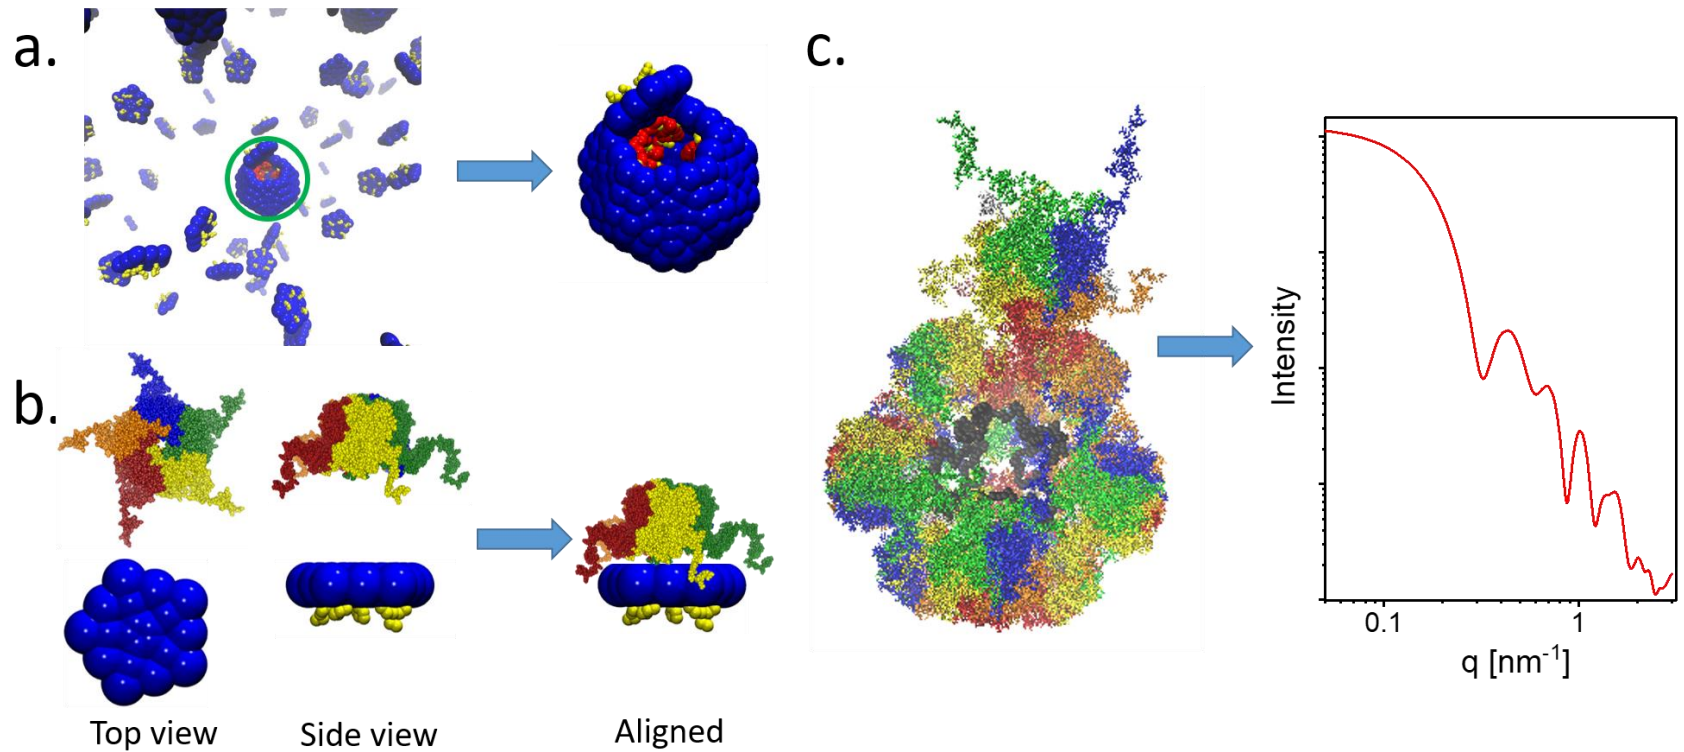 a.
b.
Top view
Side view
Aligned
c.
Intensity
0.1
1
q [nm⁻¹]